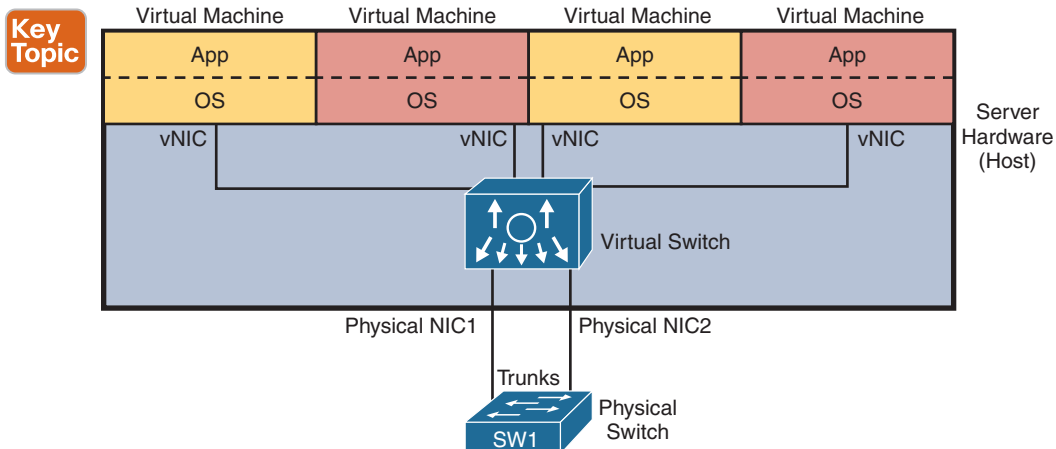 Key
Topic
Virtual Machine
Virtual Machine
Virtual Machine
Virtual Machine
App
App
App
App
OS
OS
OS
OS
vNIC
vNIC
vNIC
vNIC
Server
Hardware
(Host)
Virtual Switch
Physical NIC1
Physical NIC2
Trunks
Physical
Switch
SW1